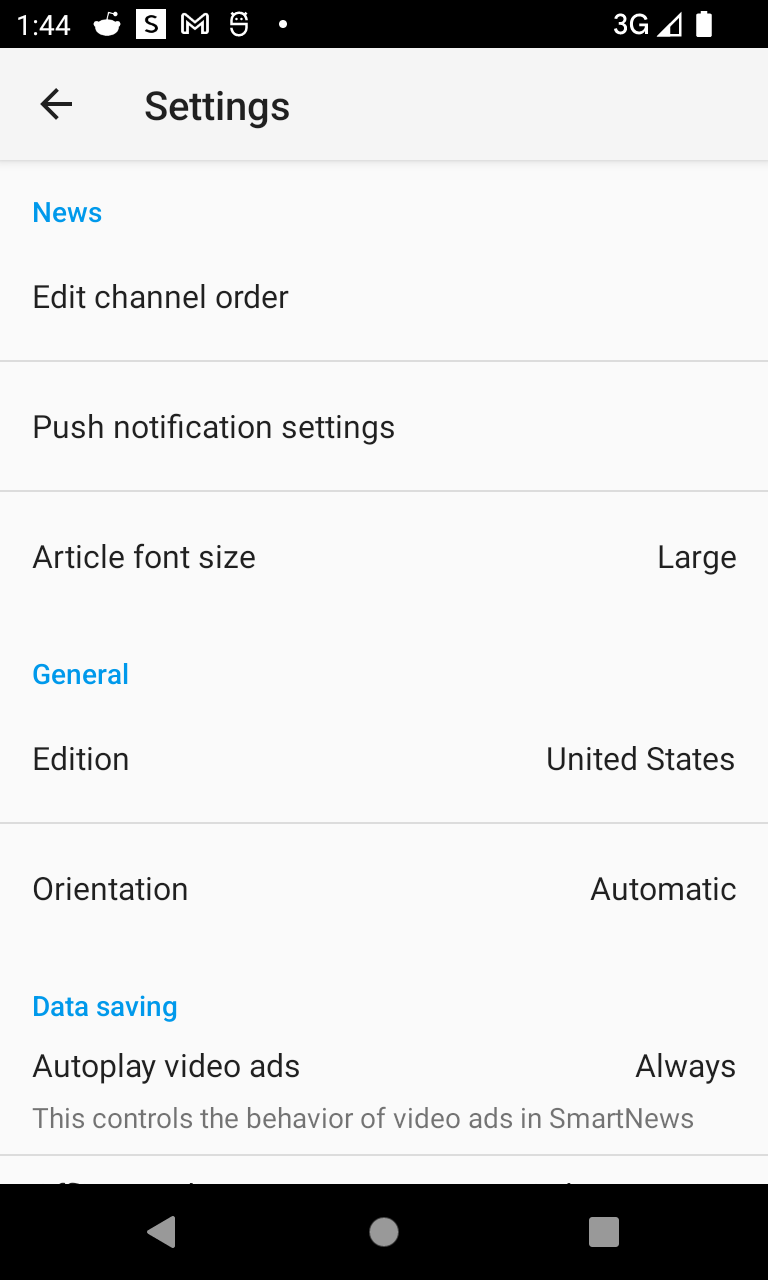 1:44
S
3G
Settings
News
Edit channel order
Push notification settings
Article font size Large
General
Edition United States
Orientation Automatic
Data saving
Autoplay video ads Always
This controls the behavior of video ads in SmartNews